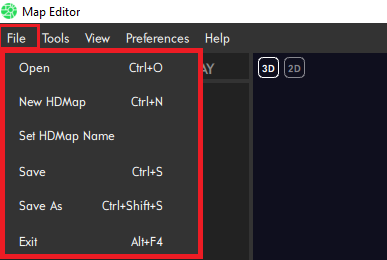 Map Editor
File Tools View Preferences Help
Open Ctrl+O
AY
3D 2D
New HDMap Ctrl+N
Set HDMap Name
Save Ctrl+S
Save As Ctrl+Shift+S
Exit Alt+F4